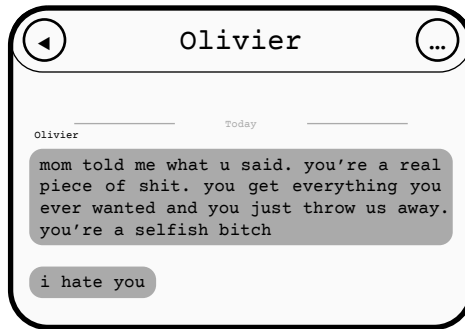 Olivier
...
Today
Olivier
mom told me what u said. you're a real
piece of shit. you get everything you
ever wanted and you just throw us away.
you're a selfish bitch
i hate you